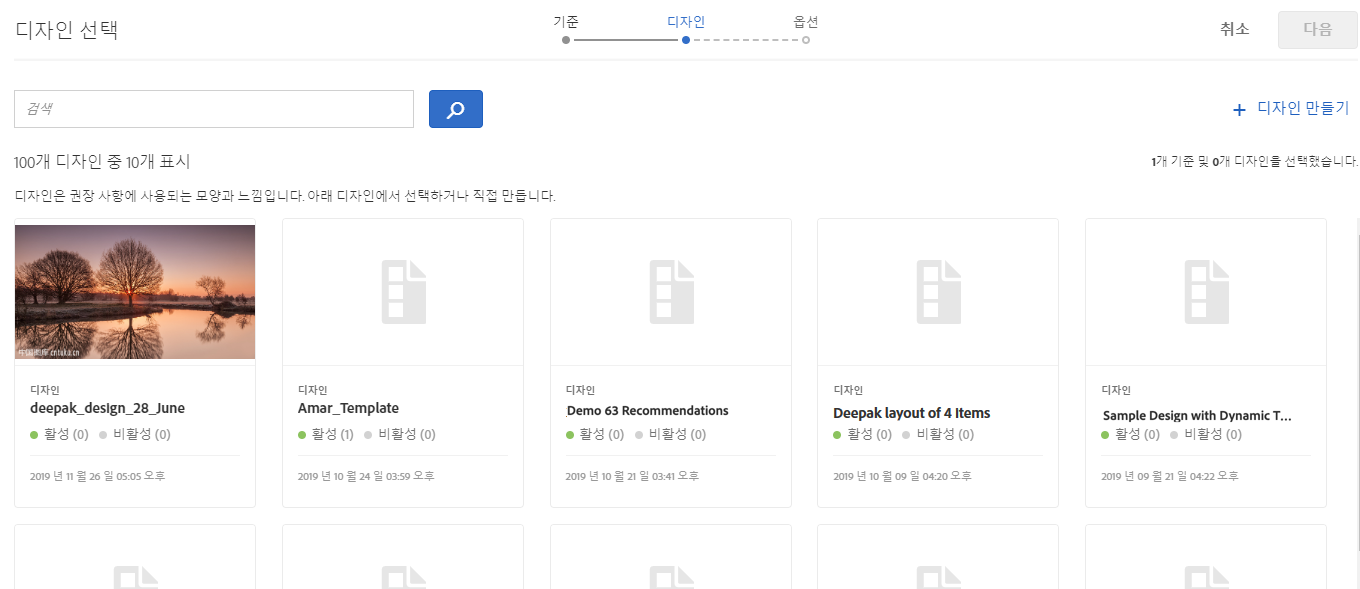 디자인 선택
기준
디자인
옵션
취소
다음
검색
+ 디자인 만들기
100개 디자인 중 10개 표시
1개 기준 및 0개 디자인을 선택했습니다.
디자인은 권장 사항에 사용되는 모양과 느낌입니다. 아래 디자인에서 선택하거나 직접 만듭니다.
디자인
deepak_design_28_June
활성 (0) 비활성 (0)
2019 년 11 월 26 일 05:05 오후
디자인
Amar_Template
활성 (1) 비활성 (0)
2019 년 10 월 24 일 03:59 오후
디자인
Demo 63 Recommendations
활성 (0) 비활성 (0)
2019 년 10 월 21 일 03:41 오후
디자인
Deepak layout of 4 Items
활성 (0) 비활성 (0)
2019 년 10 월 09 일 04:20 오후
디자인
Sample Design with Dynamic T...
활성 (0) 비활성 (0)
2019 년 09 월 21 일 04:22 오후